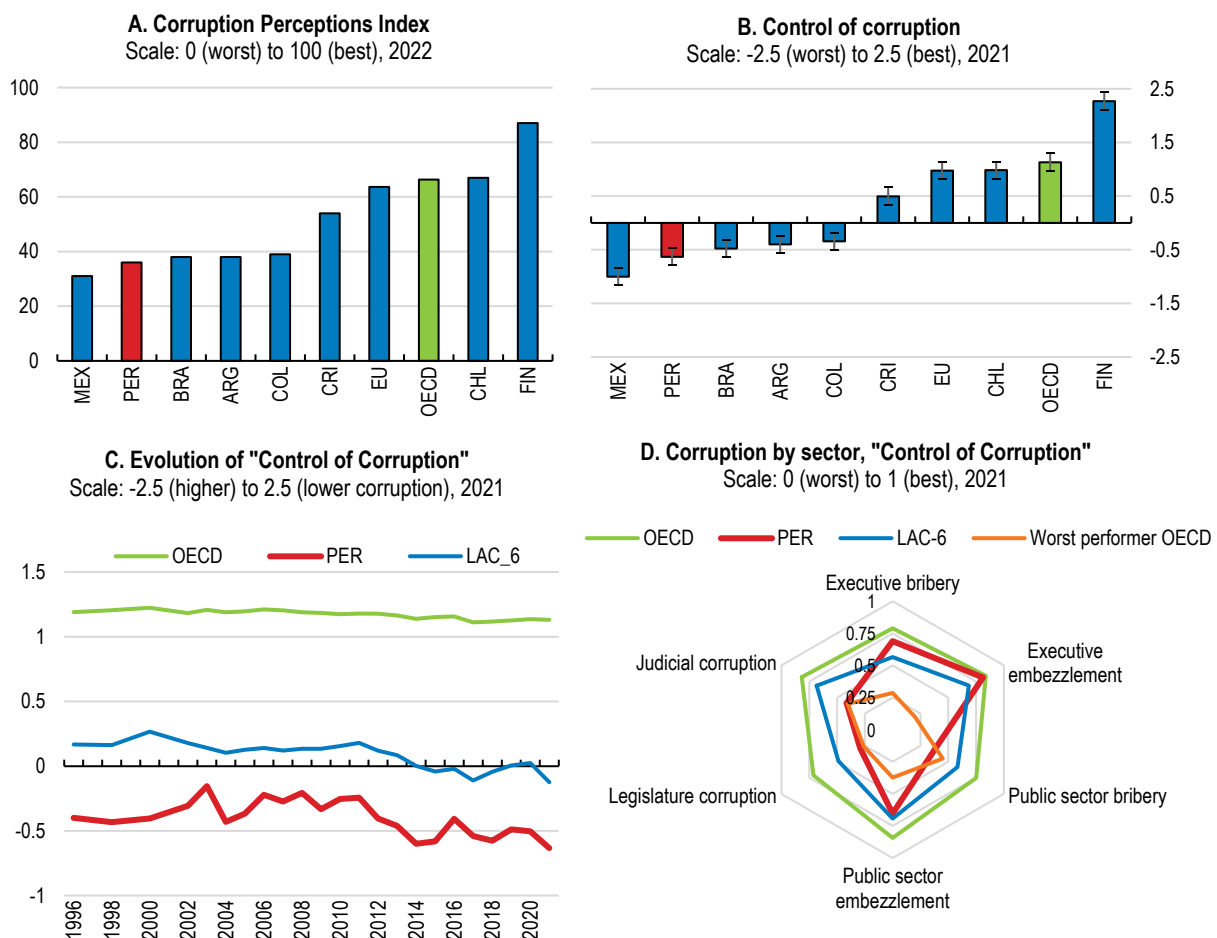 A. Corruption Perceptions Index
Scale: 0 (worst) to 100 (best), 2022
100
80
60
40
20
0
MEX
PER
BRA
ARG
COL
CRI
EU
OECD
CHL
FIN
B. Control of corruption
Scale: -2.5 (worst) to 2.5 (best), 2021
2.5
1.5
0.5
-0.5
-1.5
-2.5
MEX
PER
BRA
ARG
COL
CRI
EU
CHL
OECD
FIN
C. Evolution of "Control of Corruption"
Scale: -2.5 (higher) to 2.5 (lower corruption), 2021
OECD PER LAC_6
1.5
1
0.5
0
-0.5
-1
1996
1998
2000
2002
2004
2006
2008
2010
2012
2014
2016
2018
2020
D. Corruption by sector, "Control of Corruption"
Scale: 0 (worst) to 1 (best), 2021
OECD PER LAC-6 Worst performer OECD
Executive bribery
1
0.75
0.5
0.25
0
Executive
embezzlement
Public sector bribery
Public sector
embezzlement
Legislature corruption
Judicial corruption